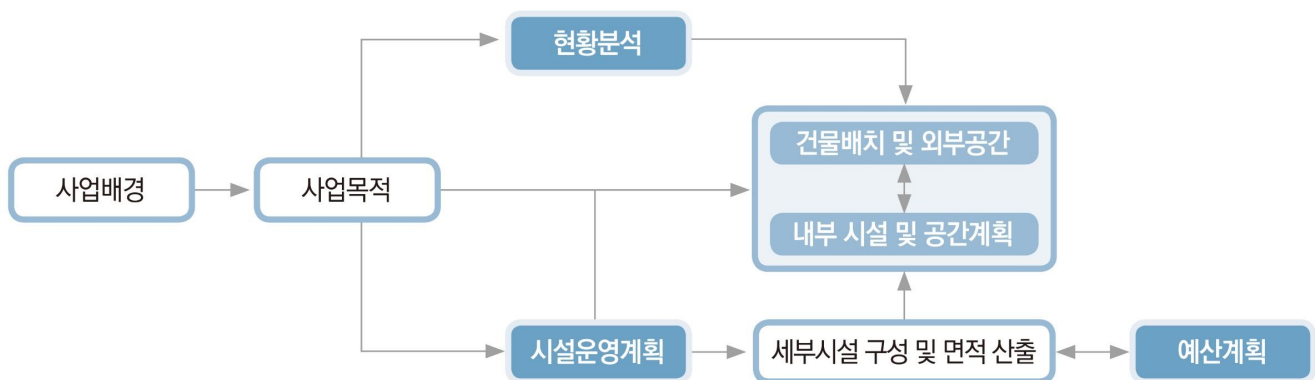 현황분석
건물배치 및 외부공간
사업배경
사업목적
내부 시설 및 공간계획
시설운영계획
세부시설 구성 및 면적 산출
예산계획